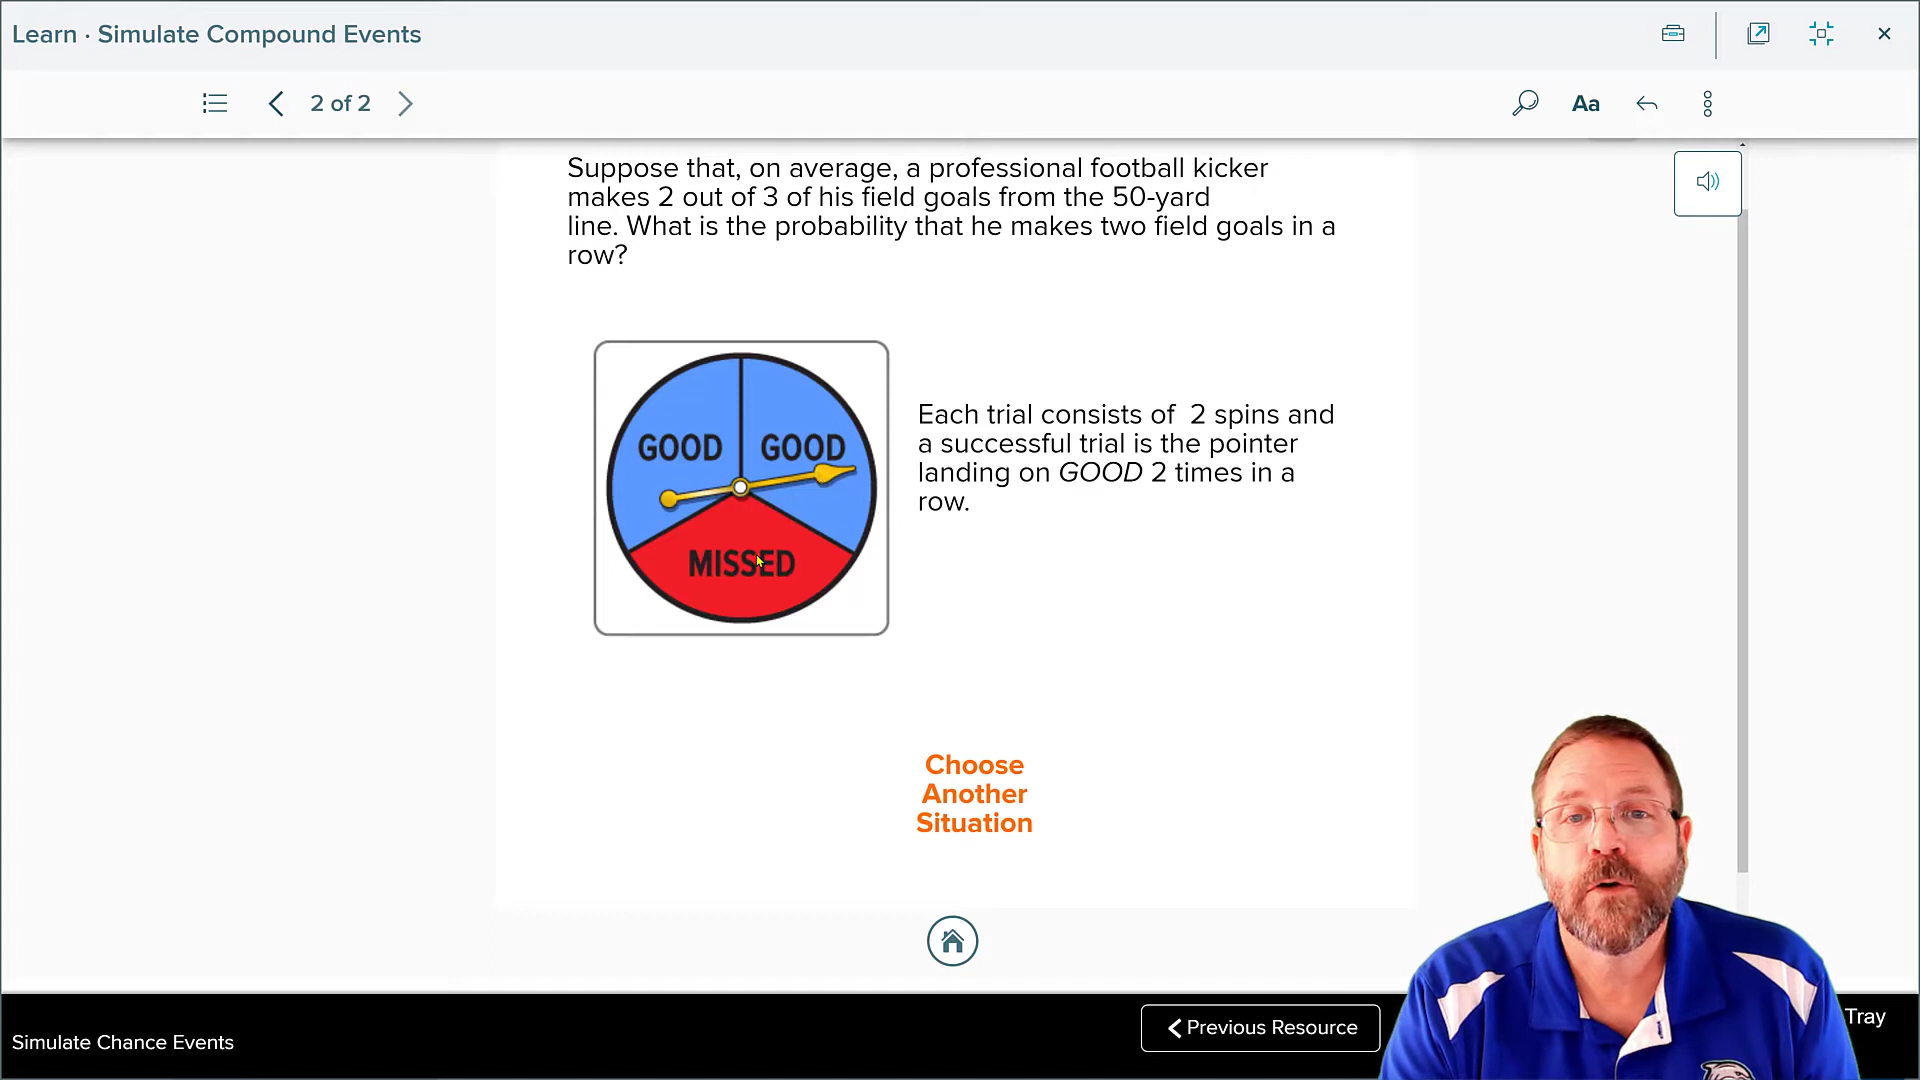 Learn · Simulate Compound Events
2 of 2
Aa
Suppose that, on average, a professional football kicker
makes 2 out of 3 of his field goals from the 50-yard
line. What is the probability that he makes two field goals in a
row?
GOOD GOOD
MISSED
Each trial consists of 2 spins and
a successful trial is the pointer
landing on GOOD 2 times in a
row.
Choose
Another
Situation
Previous Resource
Tray
Simulate Chance Events